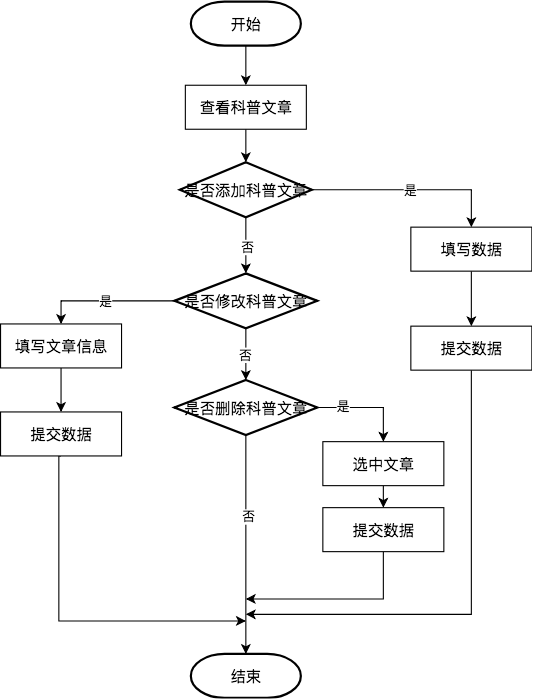 开始
查看科普文章
是否添加科普文章
是
填写数据
否
是否修改科普文章
是
填写文章信息
提交数据
否
提交数据
是否删除科普文章
是
选中文章
提交数据
否
结束